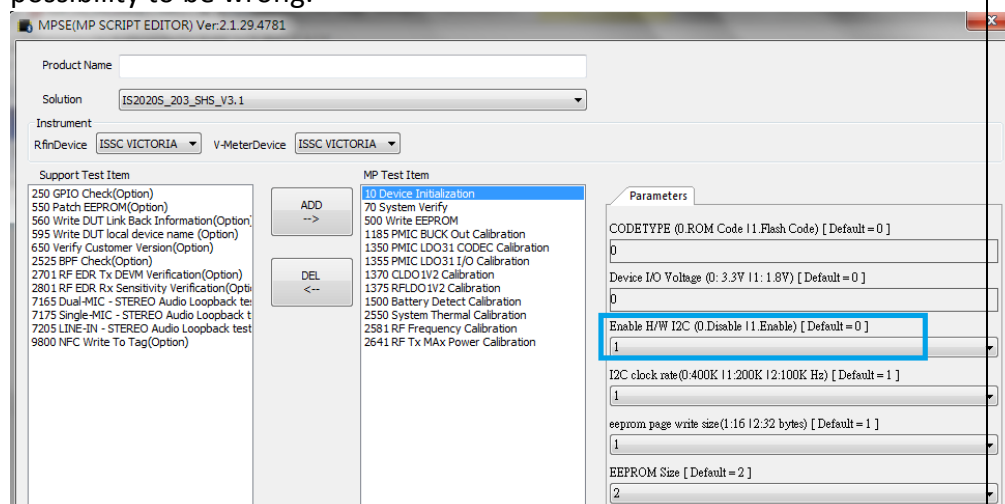 possibility to be wrong.
MPSE(MP SCRIPT EDITOR) Ver:2.1.29.4781
Product Name
Solution IS2020S_203_SHS_V3.1
Instrument
RfinDevice ISSC VICTORIA V-MeterDevice ISSC VICTORIA
Support Test Item
250 GPIO Check(Option)
550 Patch EEPROM(Option)
560 Write DUT Link Back Information(Option)
595 Write DUT local device name (Option)
650 Verify Customer Version(Option)
2525 BPF Check(Option)
2701 RF EDR Tx DEVM Verification(Option)
2801 RF EDR Rx Sensitivity Verification(Opti
7165 Dual-MIC - STEREO Audio Loopback te
7175 Single-MIC - STEREO Audio Loopback t
7205 LINE-IN - STEREO Audio Loopback test
9800 NFC Write To Tag(Option)
ADD
-->
DEL
<--
MP Test Item
10 Device Initialization
70 System Verify
500 Write EEPROM
1185 PMIC BUCK Out Calibration
1350 PMIC LDO31 CODEC Calibration
1355 PMIC LDO31 I/O Calibration
1370 CLDO1V2 Calibration
1375 RFLDO1V2 Calibration
1500 Battery Detect Calibration
2550 System Thermal Calibration
2581 RF Frequency Calibration
2641 RF Tx MAx Power Calibration
Parameters
CODETYPE (0.ROM Code | 1.Flash Code) [ Default = 0 ]
0
Device I/O Voltage (0: 3.3V | 1: 1.8V) [ Default = 0 ]
0
Enable H/W I2C (0.Disable | 1.Enable) [ Default = 0 ]
1
I2C clock rate(0:400K | 1:200K | 2:100K Hz) [ Default = 1 ]
1
eeprom page write size(1:16 | 2:32 bytes) [ Default = 1 ]
1
EEPROM Size [ Default = 2 ]
2